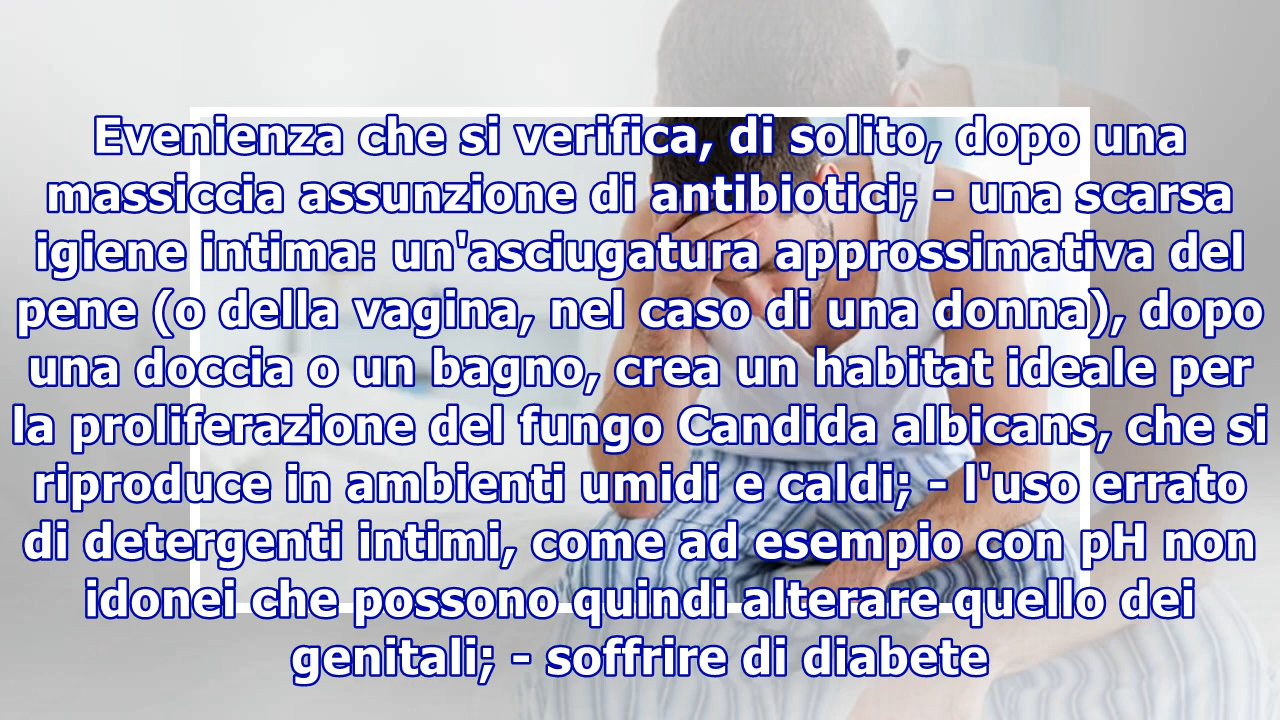 Evenienza che si verifica, di solito, dopo una
massiccia assunzione di antibiotici; - una scarsa
igiene intima: un'asciugatura approssimativa del
pene (o della vagina, nel caso di una donna), dopo
una doccia o un bagno, crea un habitat ideale per
la proliferazione del fungo Candida albicans, che si
riproduce in ambienti umidi e caldi; - l'uso errato
di detergenti intimi, come ad esempio con pH non
idonei che possono quindi alterare quello dei
genitali; - soffrire di diabete